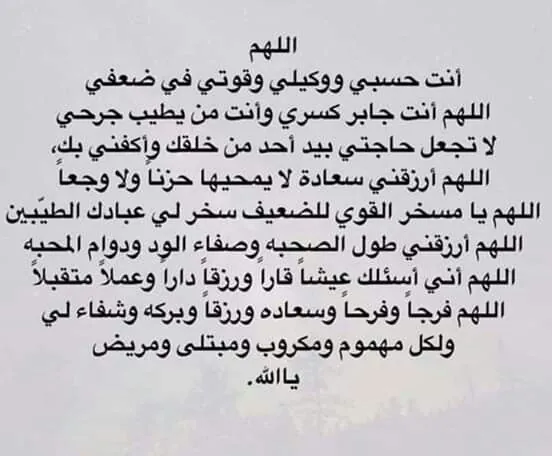 اللهم
أنت حسبي ووكيلي وقوتي في ضعفي
اللهم أنت جابر كسري وأنت من يطيب جرحي
لا تجعل حاجتي بيد أحد من خلقك وأكفني بك،
اللهم أرزقني سعادة لا يمحيها حزناً ولا وجعاً
اللهم يا مسخر القوي للضعيف سخر لي عبادك الطيّبين
اللهم أرزقني طول الصحبه وصفاء الود ودوام المحبه
اللهم أني أسئلك عيشاً قاراً ورزقاً داراً وعملاً متقبلاً
اللهم فرجاً وفرحاً وسعاده ورزقاً وبركه وشفاء لي
ولكل مهموم ومكروب ومبتلى ومريض
ياالله.